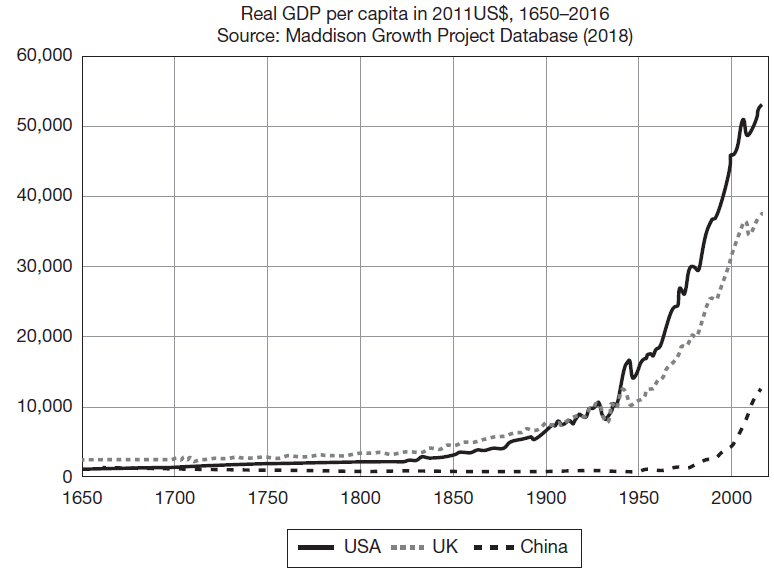 Real GDP per capita in 2011US$, 1650–2016
Source: Maddison Growth Project Database (2018)
60,000
50,000
40,000
30,000
20,000
10,000
0
1650 1700 1750 1800 1850 1900 1950 2000
USA UK China